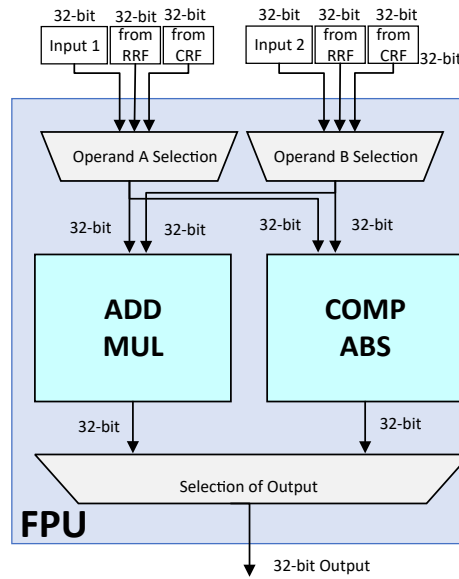 32-bit 32-bit 32-bit 32-bit 32-bit 32-bit
Input 1 from RRF from CRF Input 2 from RRF from CRF
32-bit
Operand A Selection Operand B Selection
32-bit 32-bit 32-bit 32-bit
ADD MUL
COMP ABS
32-bit 32-bit
Selection of Output
FPU
32-bit Output